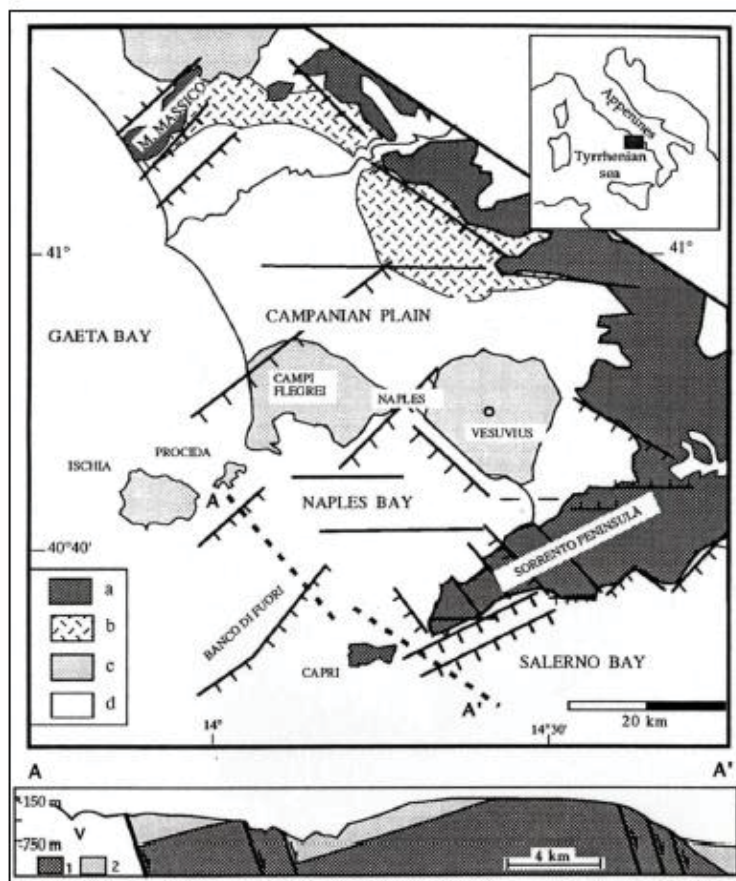 M. MASSICO
Appenines
Tyrrhenian
sea
41°
41°
CAMPANIAN PLAIN
GAETA BAY
CAMPI
FLEGREI
NAPLES
VESUVIUS
PROCIDA
ISCHIA
A
NAPLES BAY
40°40'
SORRENTO PENINSULA
a
b
c
d
BANCO DI FUORI
CAPRI
SALERNO BAY
A'
14°
14°30'
20 km
A
A'
-150 m
V
-750 m
1
2
4 km